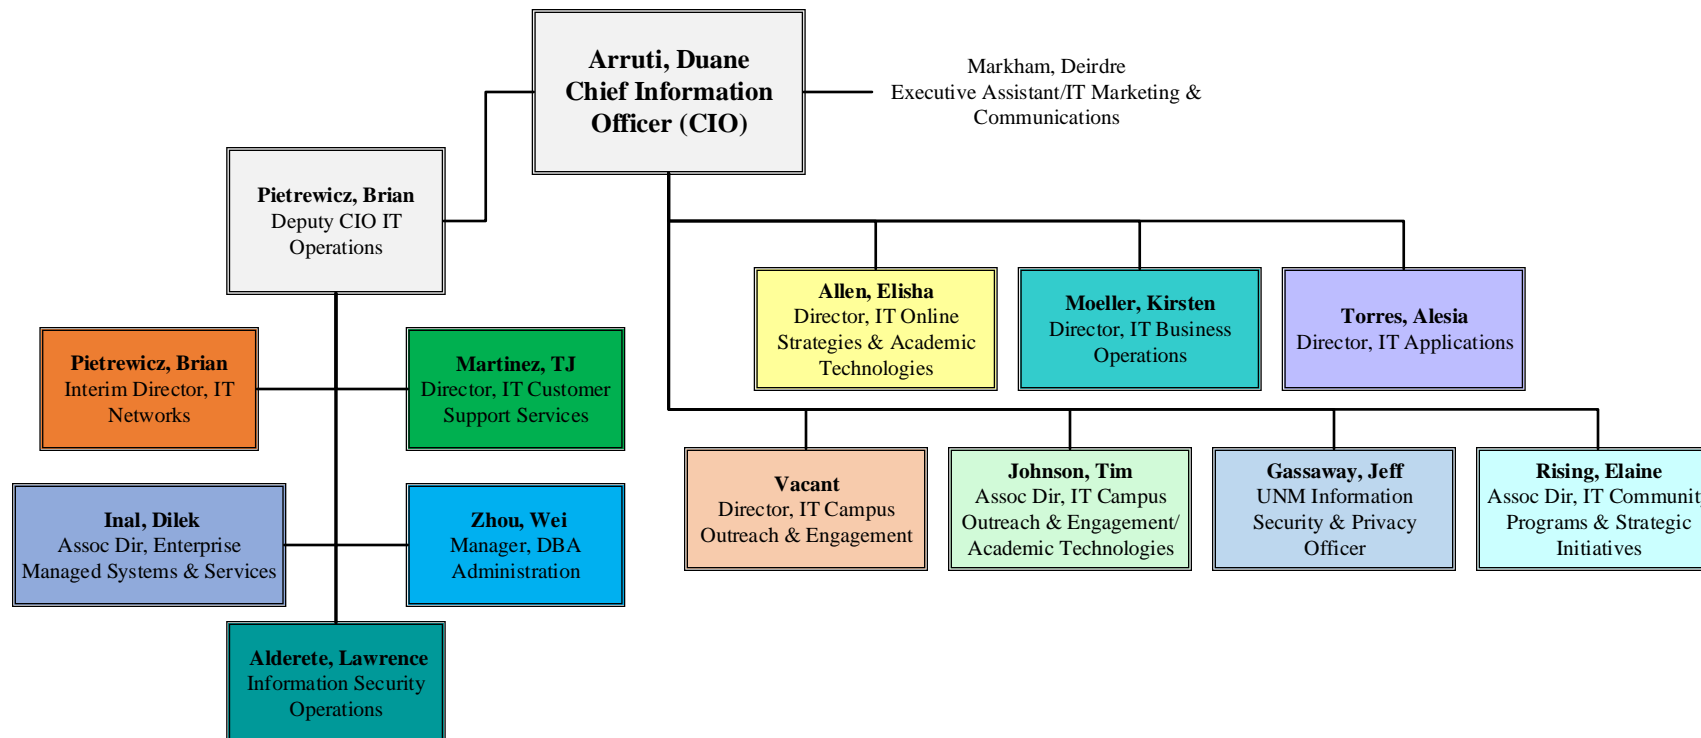 Arruti, Duane
Chief Information
Officer (CIO)
Markham, Deirdre
Executive Assistant/IT Marketing &
Communications
Pietrewicz, Brian
Deputy CIO IT
Operations
Allen, Elisha
Director, IT Online
Strategies & Academic
Technologies
Moeller, Kirsten
Director, IT Business
Operations
Torres, Alesia
Director, IT Applications
Pietrewicz, Brian
Interim Director, IT
Networks
Martinez, TJ
Director, IT Customer
Support Services
Vacant
Director, IT Campus
Outreach & Engagement
Johnson, Tim
Assoc Dir, IT Campus
Outreach & Engagement/
Academic Technologies
Gassaway, Jeff
UNM Information
Security & Privacy
Officer
Rising, Elaine
Assoc Dir, IT Community
Programs & Strategic
Initiatives
Inal, Dilek
Assoc Dir, Enterprise
Managed Systems & Services
Zhou, Wei
Manager, DBA
Administration
Alderete, Lawrence
Information Security
Operations